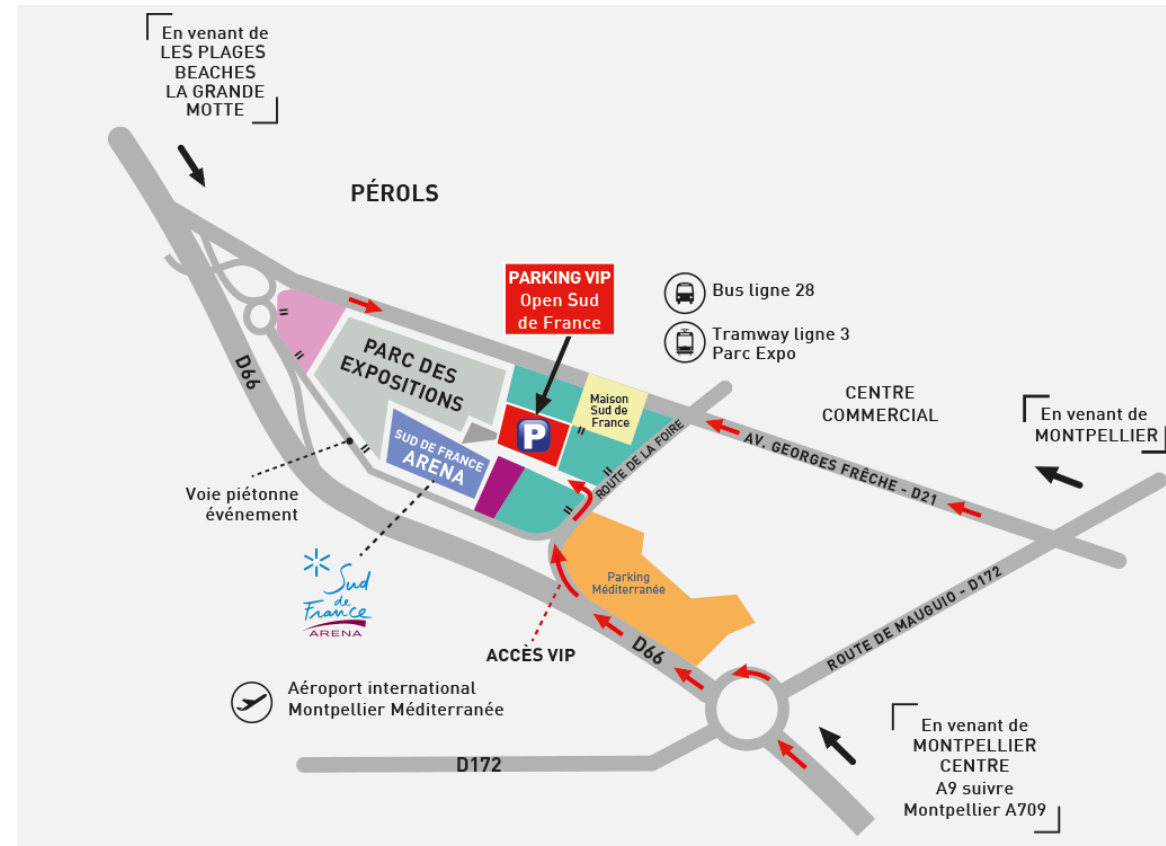 En venant de
LES PLAGES
BEACHES
LA GRANDE
MOTTE
PÉROLS
PARKING VIP
Open Sud
de France
Bus ligne 28
Tramway ligne 3
Parc Expo
CENTRE
COMMERCIAL
En venant de
MONTPELLIER
D66
PARC DES
EXPOSITIONS
Maison
Sud de
France
P
SUD DE FRANCE
ARENA
ROUTE DE LA FOIRE
AV. GEORGES FRÊCHE - D21
Voie piétonne
événement
Sud
de
France
ARENA
Parking
Méditerranée
ROUTE DE MAUGUIO - D172
ACCÈS VIP
D66
Aéroport international
Montpellier Méditerranée
D172
En venant de
MONTPELLIER
CENTRE
A9 suivre
Montpellier A709